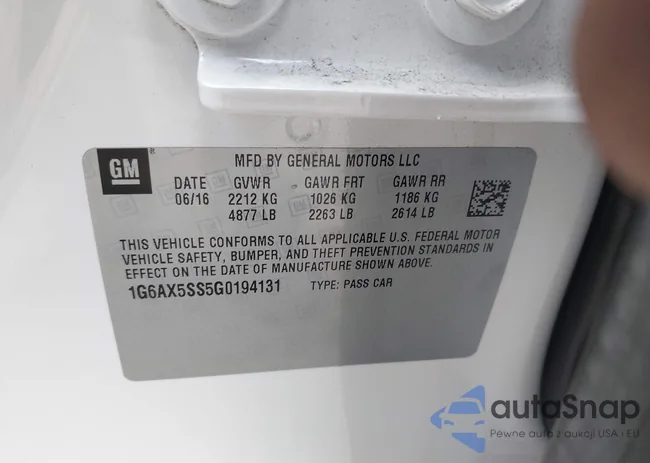 GM
MFD BY GENERAL MOTORS LLC
DATE GVWR GAWR FRT GAWR RR
06/16 2212 KG 1026 KG 1186 KG
4877 LB 2263 LB 2614 LB
THIS VEHICLE CONFORMS TO ALL APPLICABLE U.S. FEDERAL MOTOR
VEHICLE SAFETY, BUMPER, AND THEFT PREVENTION STANDARDS IN
EFFECT ON THE DATE OF MANUFACTURE SHOWN ABOVE.
1G6AX5SS5G0194131 TYPE: PASS CAR
autoSnap
Pewne auto z aukcji USA i EU